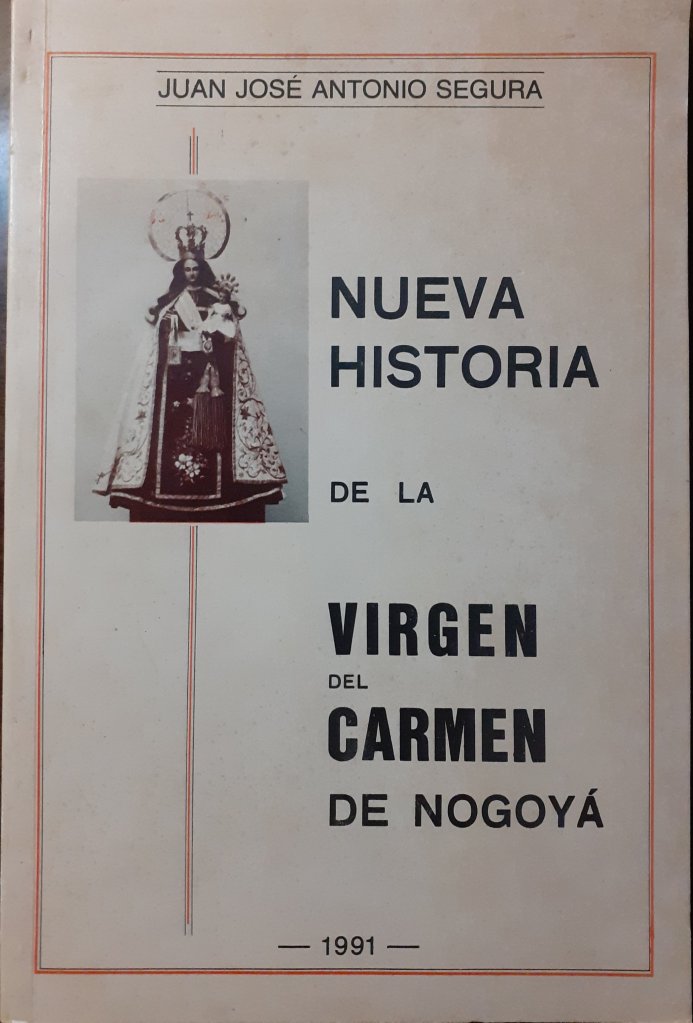 JUAN JOSÉ ANTONIO SEGURA
NUEVA
HISTORIA
DE LA
VIRGEN
DEL
CARMEN
DE NOGOYÁ
— 1991 —